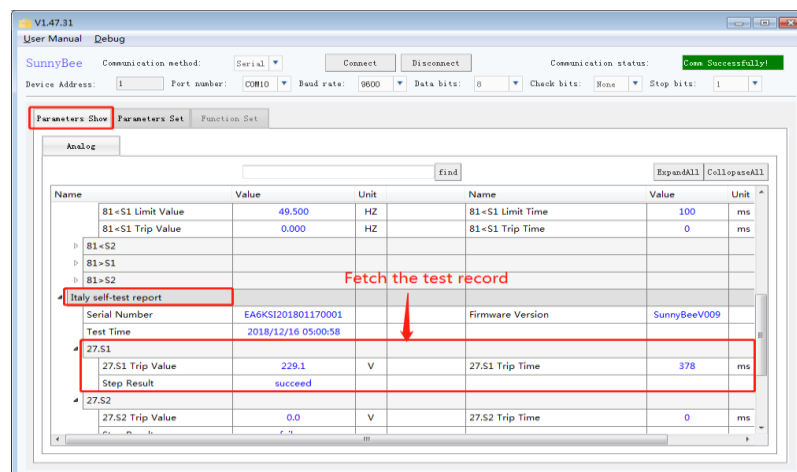 V1.47.31
User Manual Debug
SunnyBee Communication method: Serial Connect Disconnect Communication status: Comm Successfully!
Device Address: 1 Port number: COM10 Baud rate: 9600 Data bits: 8 Check bits: None Stop bits: 1
Parameters Show Parameters Set Function Set
Analog
find ExpandAll CollopaseAll
Name Value Unit Name Value Unit
81<S1 Limit Value 49.500 HZ 81<S1 Limit Time 100 ms
81<S1 Trip Value 0.000 HZ 81<S1 Trip Time 0 ms
81<S2
81>S1
81>S2
Fetch the test record
Italy self-test report
Serial Number EA6KSI201801170001 Firmware Version SunnyBeeV009
Test Time 2018/12/16 05:00:58
27.S1
27.S1 Trip Value 229.1 V 27.S1 Trip Time 378 ms
Step Result succeed
27.S2
27.S2 Trip Value 0.0 V 27.S2 Trip Time 0 ms